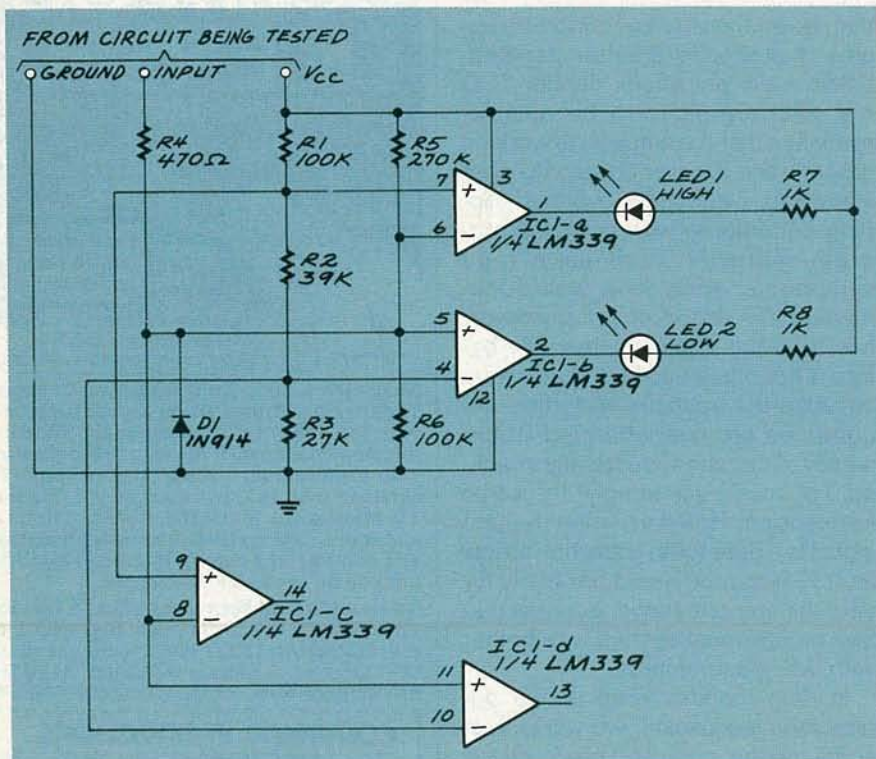 FROM CIRCUIT BEING TESTED
GROUND INPUT VCC
R4
470Ω
R1
100K
R5
270K
7
+
3
1
6
-
IC1-a
1/4 LM339
LED1
HIGH
R7
1K
R2
39K
5
+
2
4
-
12
IC1-b
1/4 LM339
LED2
LOW
R8
1K
D1
1N914
R3
27K
R6
100K
9
+
14
8
-
IC1-c
1/4 LM339
IC1-d
1/4 LM339
11
+
13
10
-